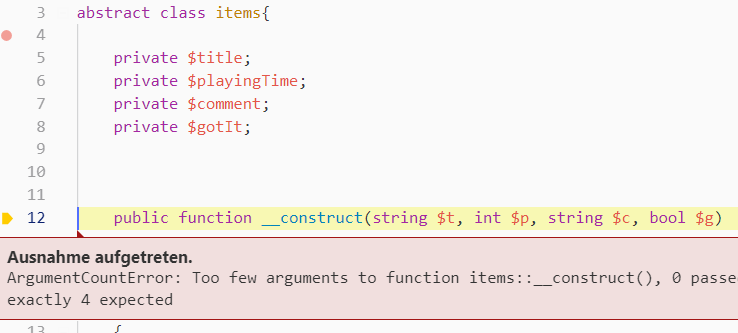 3 abstract class items{
4
5 private $title;
6 private $playingTime;
7 private $comment;
8 private $gotIt;
9
10
11
12 public function __construct(string $t, int $p, string $c, bool $g)
Ausnahme aufgetreten.
ArgumentCountError: Too few arguments to function items::__construct(), 0 passe
exactly 4 expected
13 {